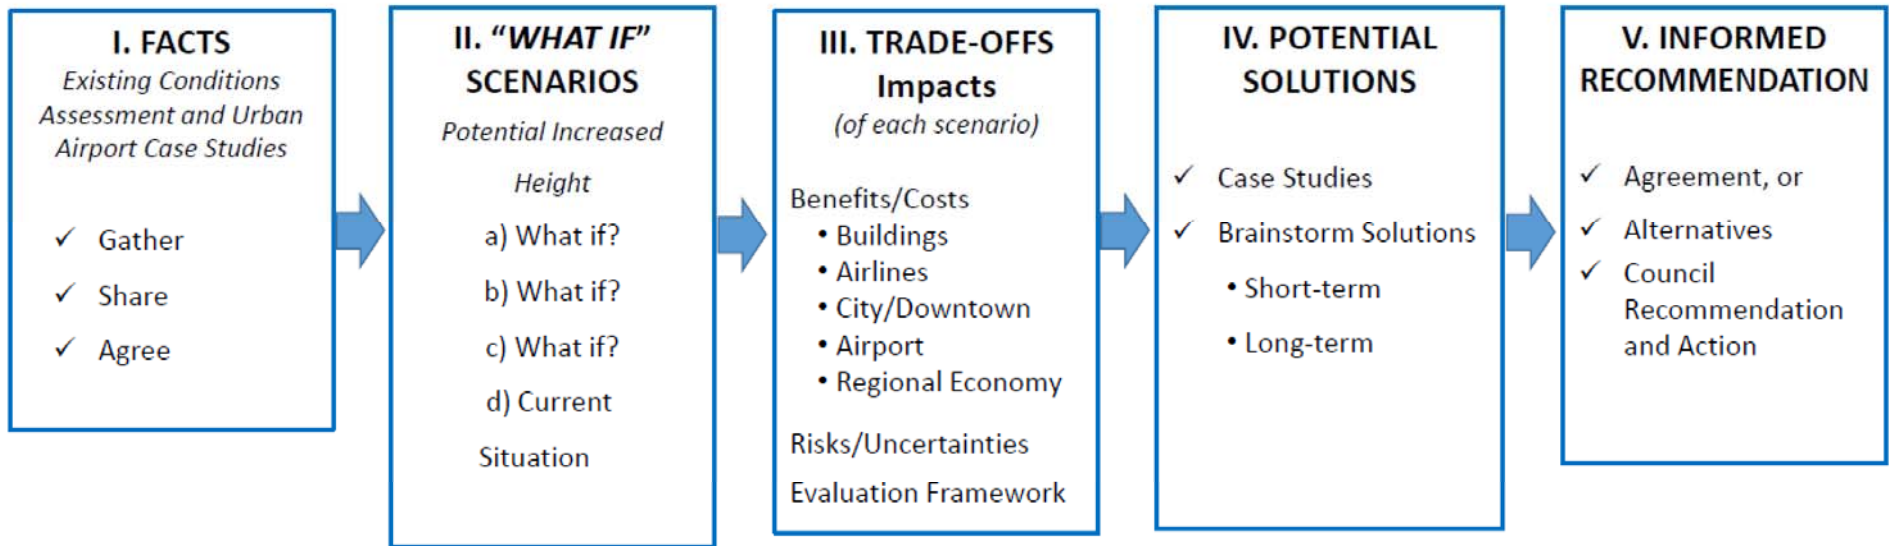 I. FACTS
Existing Conditions
Assessment and Urban
Airport Case Studies
✓ Gather
✓ Share
✓ Agree
II. “WHAT IF”
SCENARIOS
Potential Increased
Height
a) What if?
b) What if?
c) What if?
d) Current
Situation
III. TRADE-OFFS
Impacts
(of each scenario)
Benefits/Costs
• Buildings
• Airlines
• City/Downtown
• Airport
• Regional Economy
Risks/Uncertainties
Evaluation Framework
IV. POTENTIAL
SOLUTIONS
✓ Case Studies
✓ Brainstorm Solutions
• Short-term
• Long-term
V. INFORMED
RECOMMENDATION
✓ Agreement, or
✓ Alternatives
✓ Council
Recommendation
and Action